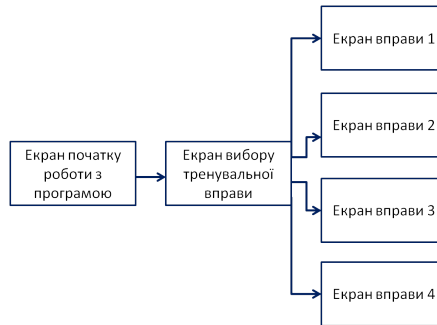 Екран початку
роботи з
програмою
Екран вибору
тренувальної
вправи
Екран вправи 1
Екран вправи 2
Екран вправи 3
Екран вправи 4